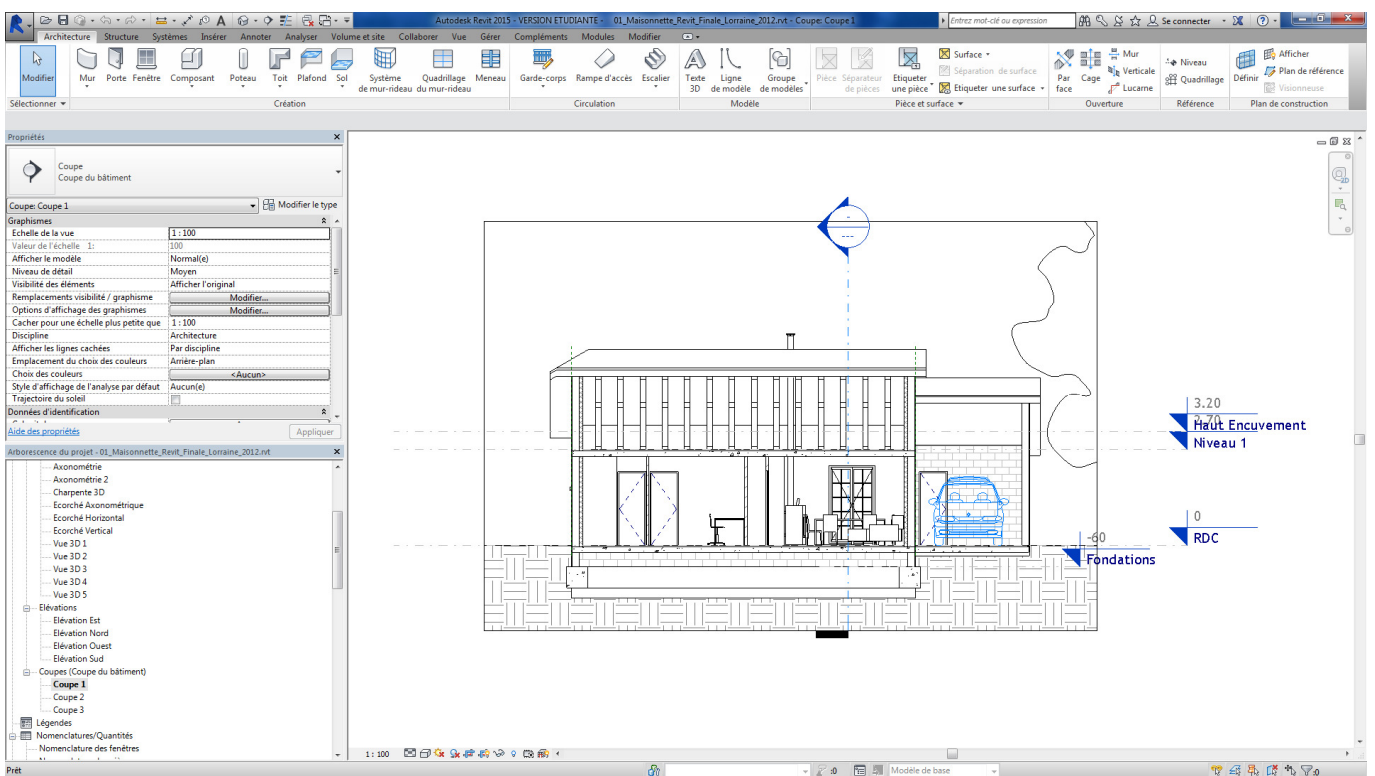 Autodesk Revit 2015 - VERSION ETUDIANTE - 01_Maisonnette_Revit_Finale_Lorraine_2012.rvt - Coupe: Coupe 1
Entrez mot-clé ou expression
Se connecter
Architecture Structure Systèmes Insérer Annoter Analyser Volume et site Collaborer Vue Gérer Compléments Modules Modifier
Modifier
Mur Porte Fenêtre Composant Poteau Toit Plafond Sol
Système de mur-rideau
Quadrillage du mur-rideau
Meneau
Garde-corps Rampe d'accès Escalier
Texte 3D
Ligne de modèle
Groupe de modèles
Pièce
Séparateur de pièces
Etiqueter une pièce
Surface
Séparation de surface
Etiqueter une surface
Par face
Cage
Mur
Verticale
Lucarne
Niveau
Quadrillage
Définir
Afficher
Plan de référence
Visionneuse
Sélectionner Création Circulation Modèle Pièce et surface Ouverture Référence Plan de construction
Propriétés
Coupe
Coupe du bâtiment
Coupe: Coupe 1 Modifier le type
Graphismes
Echelle de la vue 1 : 100
Valeur de l'échelle 1: 100
Afficher le modèle Normal(e)
Niveau de détail Moyen
Visibilité des éléments Afficher l'original
Remplacements visibilité / graphisme Modifier...
Options d'affichage des graphismes Modifier...
Cacher pour une échelle plus petite que 1 : 100
Discipline Architecture
Afficher les lignes cachées Par discipline
Emplacement du choix des couleurs Arrière-plan
Choix des couleurs <Aucun>
Style d'affichage de l'analyse par défaut Aucun(e)
Trajectoire du soleil
Données d'identification
Aide des propriétés Appliquer
Arborescence du projet - 01_Maisonnette_Revit_Finale_Lorraine_2012.rvt
Axonométrie
Axonométrie 2
Charpente 3D
Ecorché Axonométrique
Ecorché Horizontal
Ecorché Vertical
Vue 3D 1
Vue 3D 2
Vue 3D 3
Vue 3D 4
Vue 3D 5
Elévations
Elévation Est
Elévation Nord
Elévation Ouest
Elévation Sud
Coupes (Coupe du bâtiment)
Coupe 1
Coupe 2
Coupe 3
Légendes
Nomenclatures/Quantités
Nomenclature des fenêtres
-
---
3.20
2.70
Haut Encuvement
Niveau 1
0
RDC
-60
Fondations
1 : 100
Prêt
:0
Modèle de base
:0